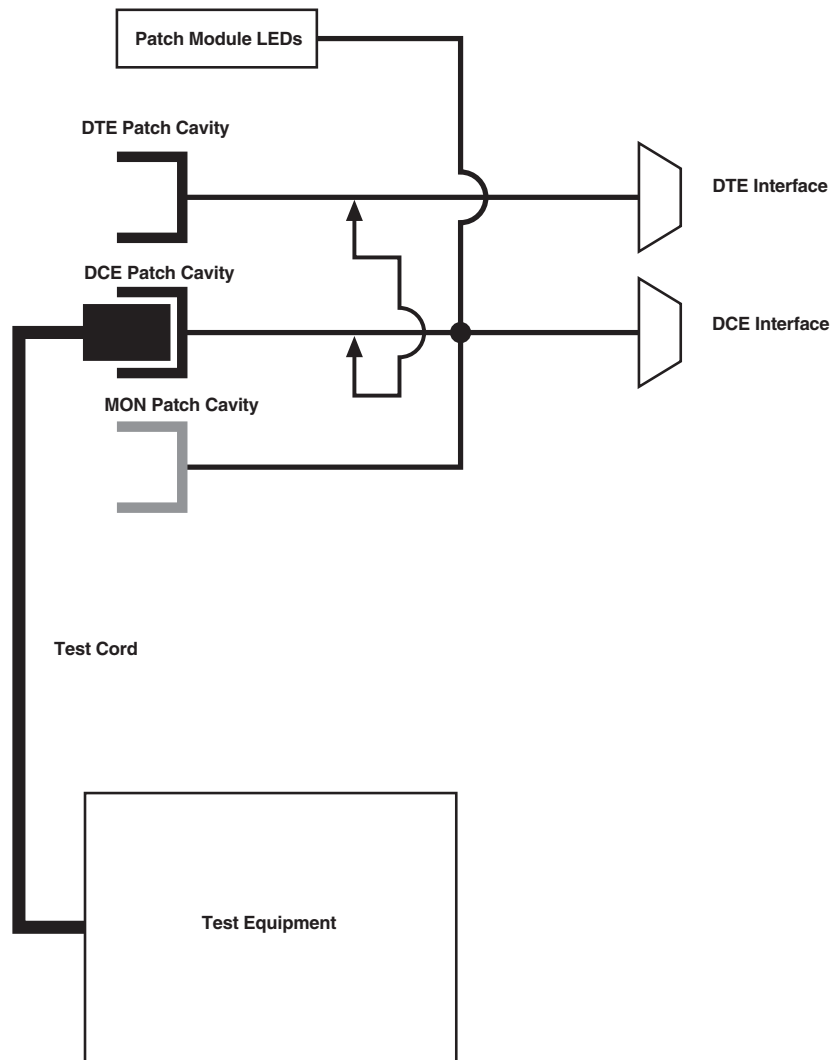 Patch Module LEDs
DTE Patch Cavity
DTE Interface
DCE Patch Cavity
DCE Interface
MON Patch Cavity
Test Cord
Test Equipment